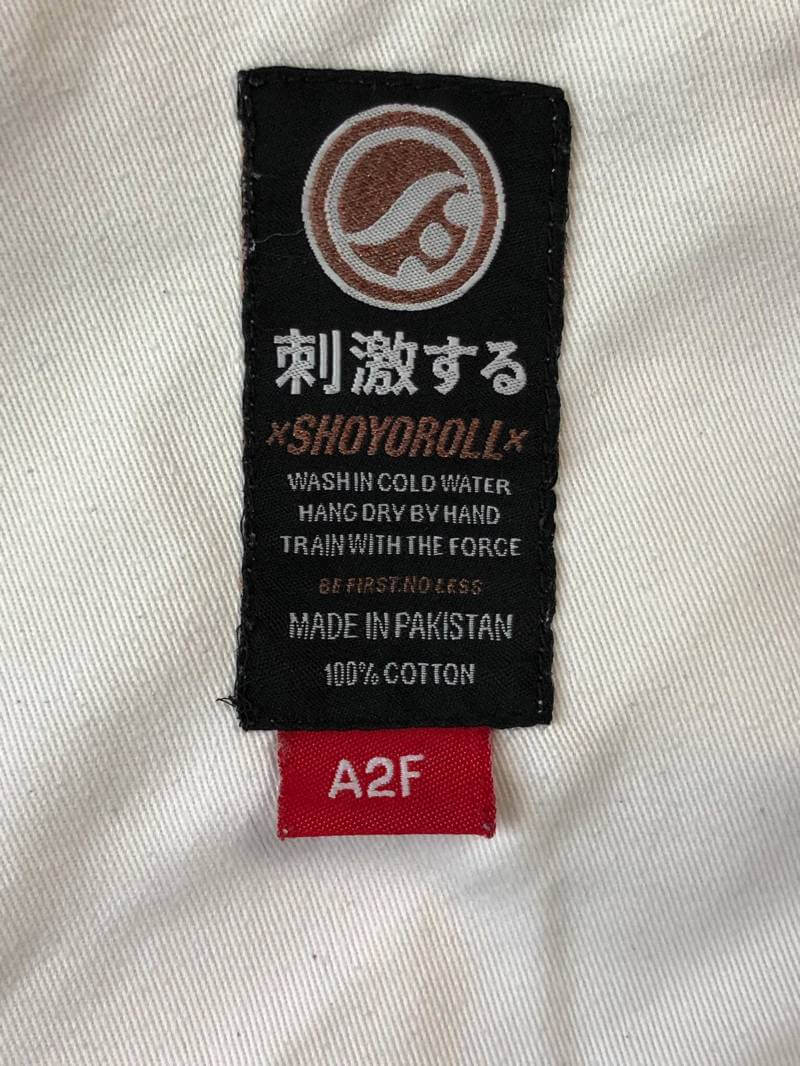 刺激する
×SHOYOROLL×
WASH IN COLD WATER
HANG DRY BY HAND
TRAIN WITH THE FORCE
BE FIRST. NO LESS
MADE IN PAKISTAN
100% COTTON
A2F